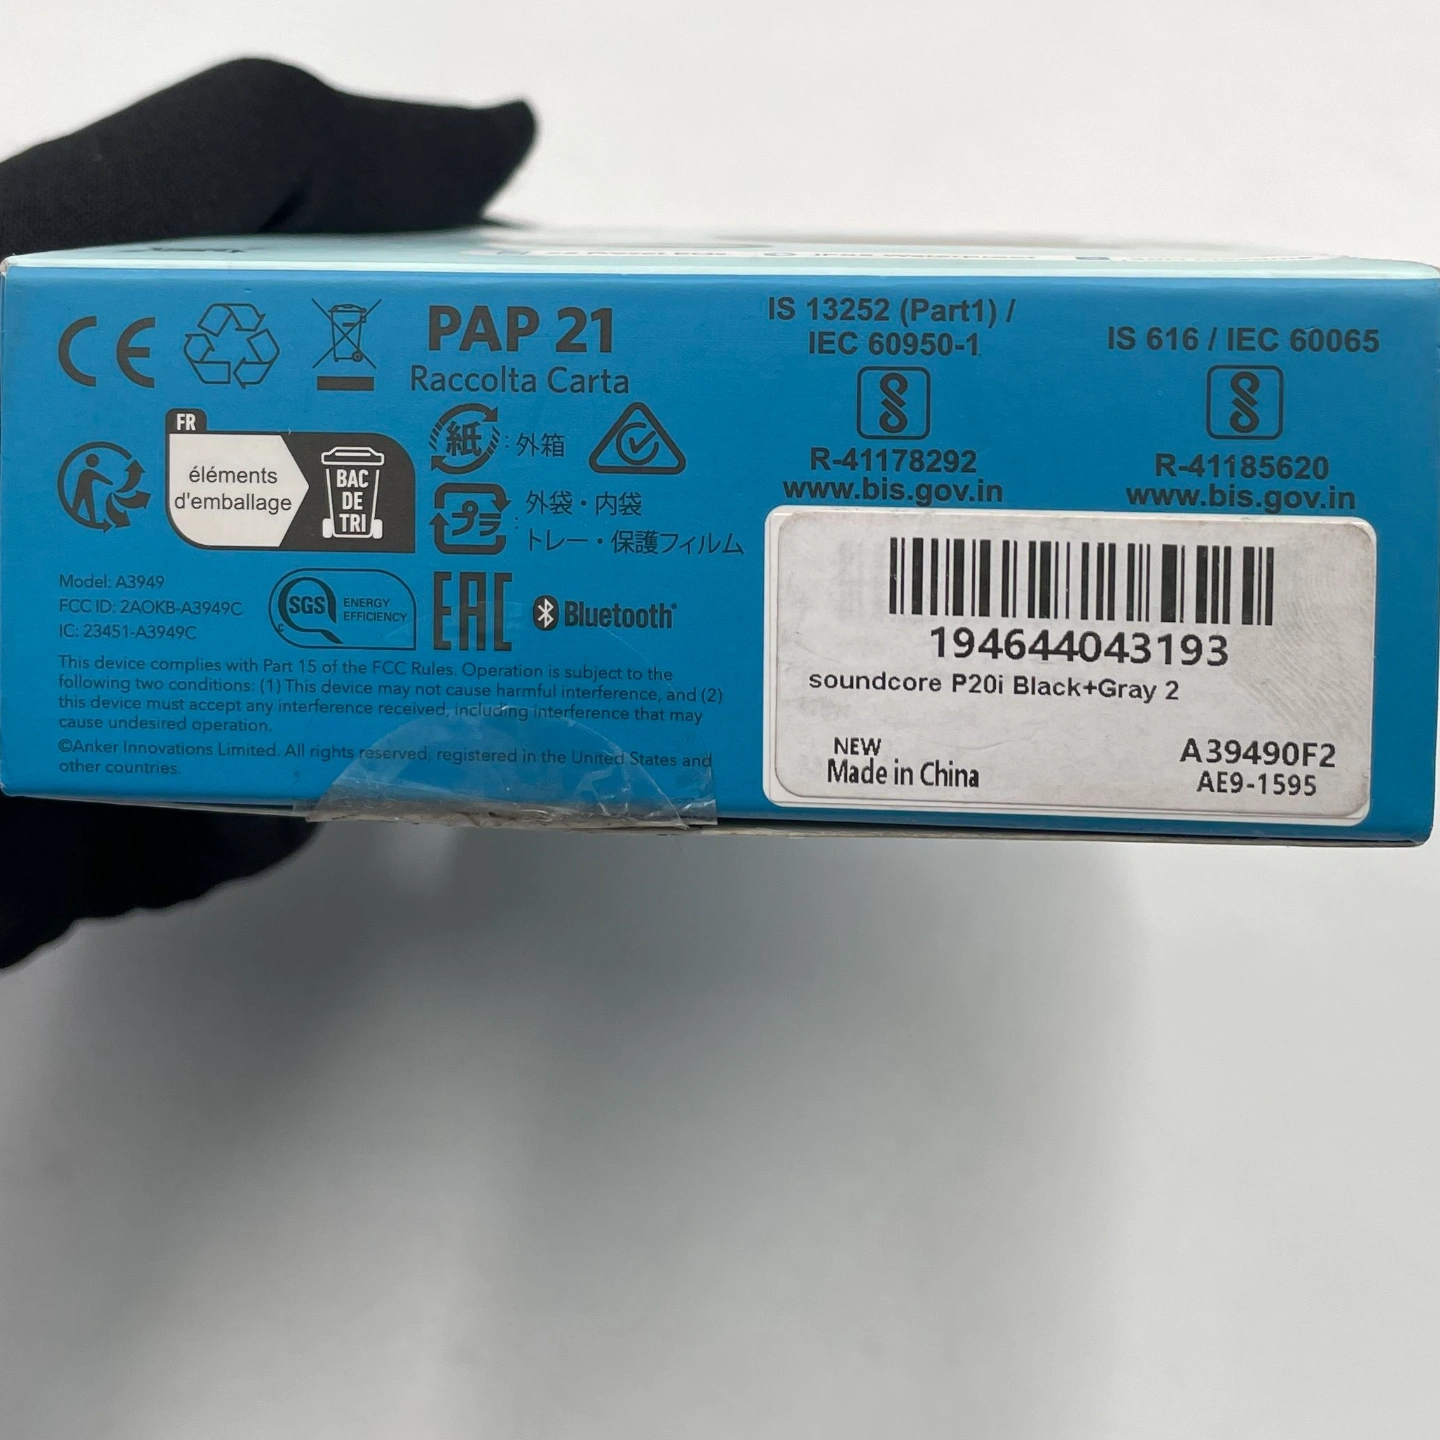 CE
PAP 21
Raccolta Carta
FR
éléments
d'emballage
BAC
DE
TRI
紙 : 外箱
プラ : 外袋・内袋
トレー・保護フィルム
Model: A3949
FCC ID: 2AOKB-A3949C
IC: 23451-A3949C
SGS
C
ENERGY
EFFICIENCY
EAC
Bluetooth®
This device complies with Part 15 of the FCC Rules. Operation is subject to the
following two conditions: (1) This device may not cause harmful interference, and (2)
this device must accept any interference received, including interference that may
cause undesired operation.
©Anker Innovations Limited. All rights reserved, registered in the United States and
other countries.
IS 13252 (Part1) /
IEC 60950-1
R-41178292
www.bis.gov.in
IS 616 / IEC 60065
R-41185620
www.bis.gov.in
194644043193
soundcore P20i Black+Gray 2
NEW
Made in China
A39490F2
AE9-1595